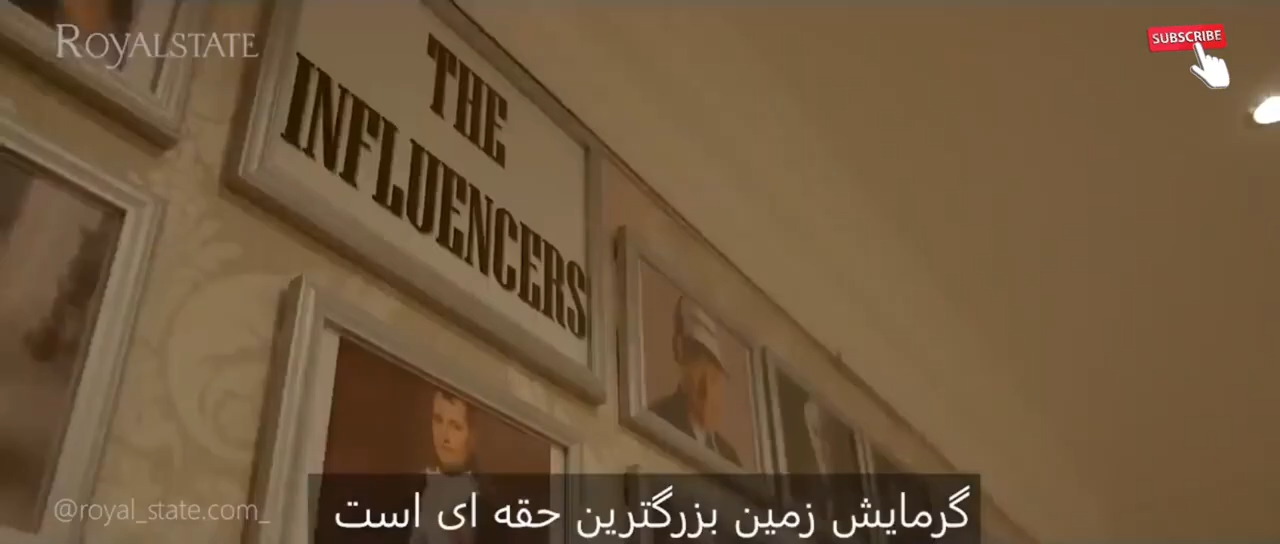 ROYALSTATE
SUBSCRIBE
THE
INFLUENCERS
@royal_state.com_
گرمایش زمین بزرگترین حقه ای است